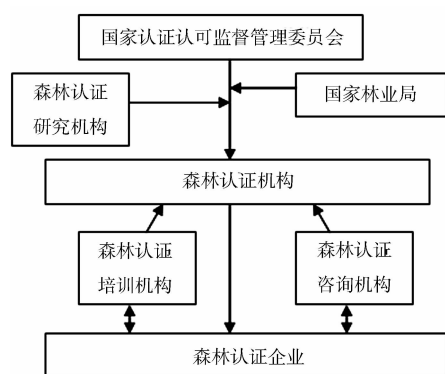 国家认证认可监督管理委员会
森林认证
研究机构
国家林业局
森林认证机构
森林认证
培训机构
森林认证
咨询机构
森林认证企业